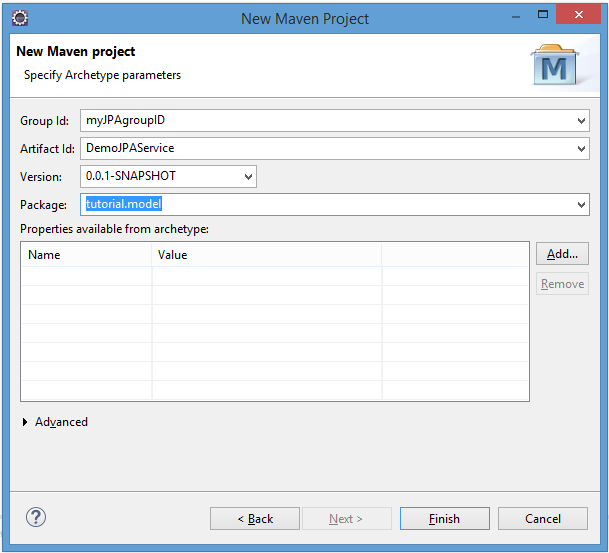 New Maven Project
New Maven project
Specify Archetype parameters
M
Group Id: myJPAgroupID
Artifact Id: DemoJPAService
Version: 0.0.1-SNAPSHOT
Package: tutorial.model
Properties available from archetype:
Name Value
Add...
Remove
Advanced
?
< Back Next > Finish Cancel